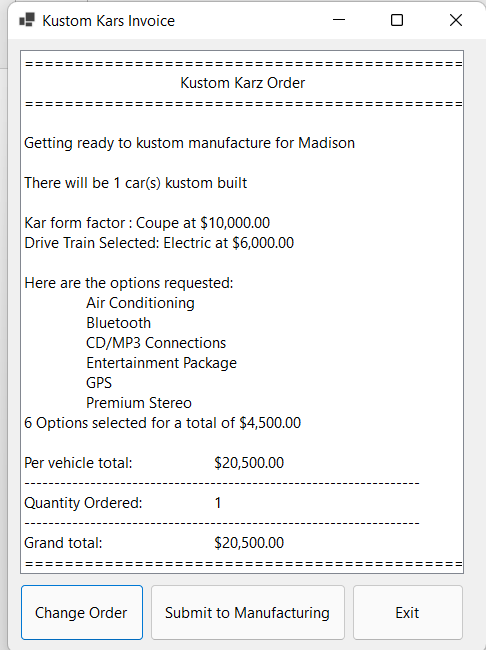 Kustom Kars Invoice
==============================================
Kustom Karz Order
==============================================
Getting ready to kustom manufacture for Madison
There will be 1 car(s) kustom built
Kar form factor : Coupe at $10,000.00
Drive Train Selected: Electric at $6,000.00
Here are the options requested:
Air Conditioning
Bluetooth
CD/MP3 Connections
Entertainment Package
GPS
Premium Stereo
6 Options selected for a total of $4,500.00
Per vehicle total: $20,500.00
------------------------------------------------------------------
Quantity Ordered: 1
------------------------------------------------------------------
Grand total: $20,500.00
==============================================
Change Order Submit to Manufacturing Exit